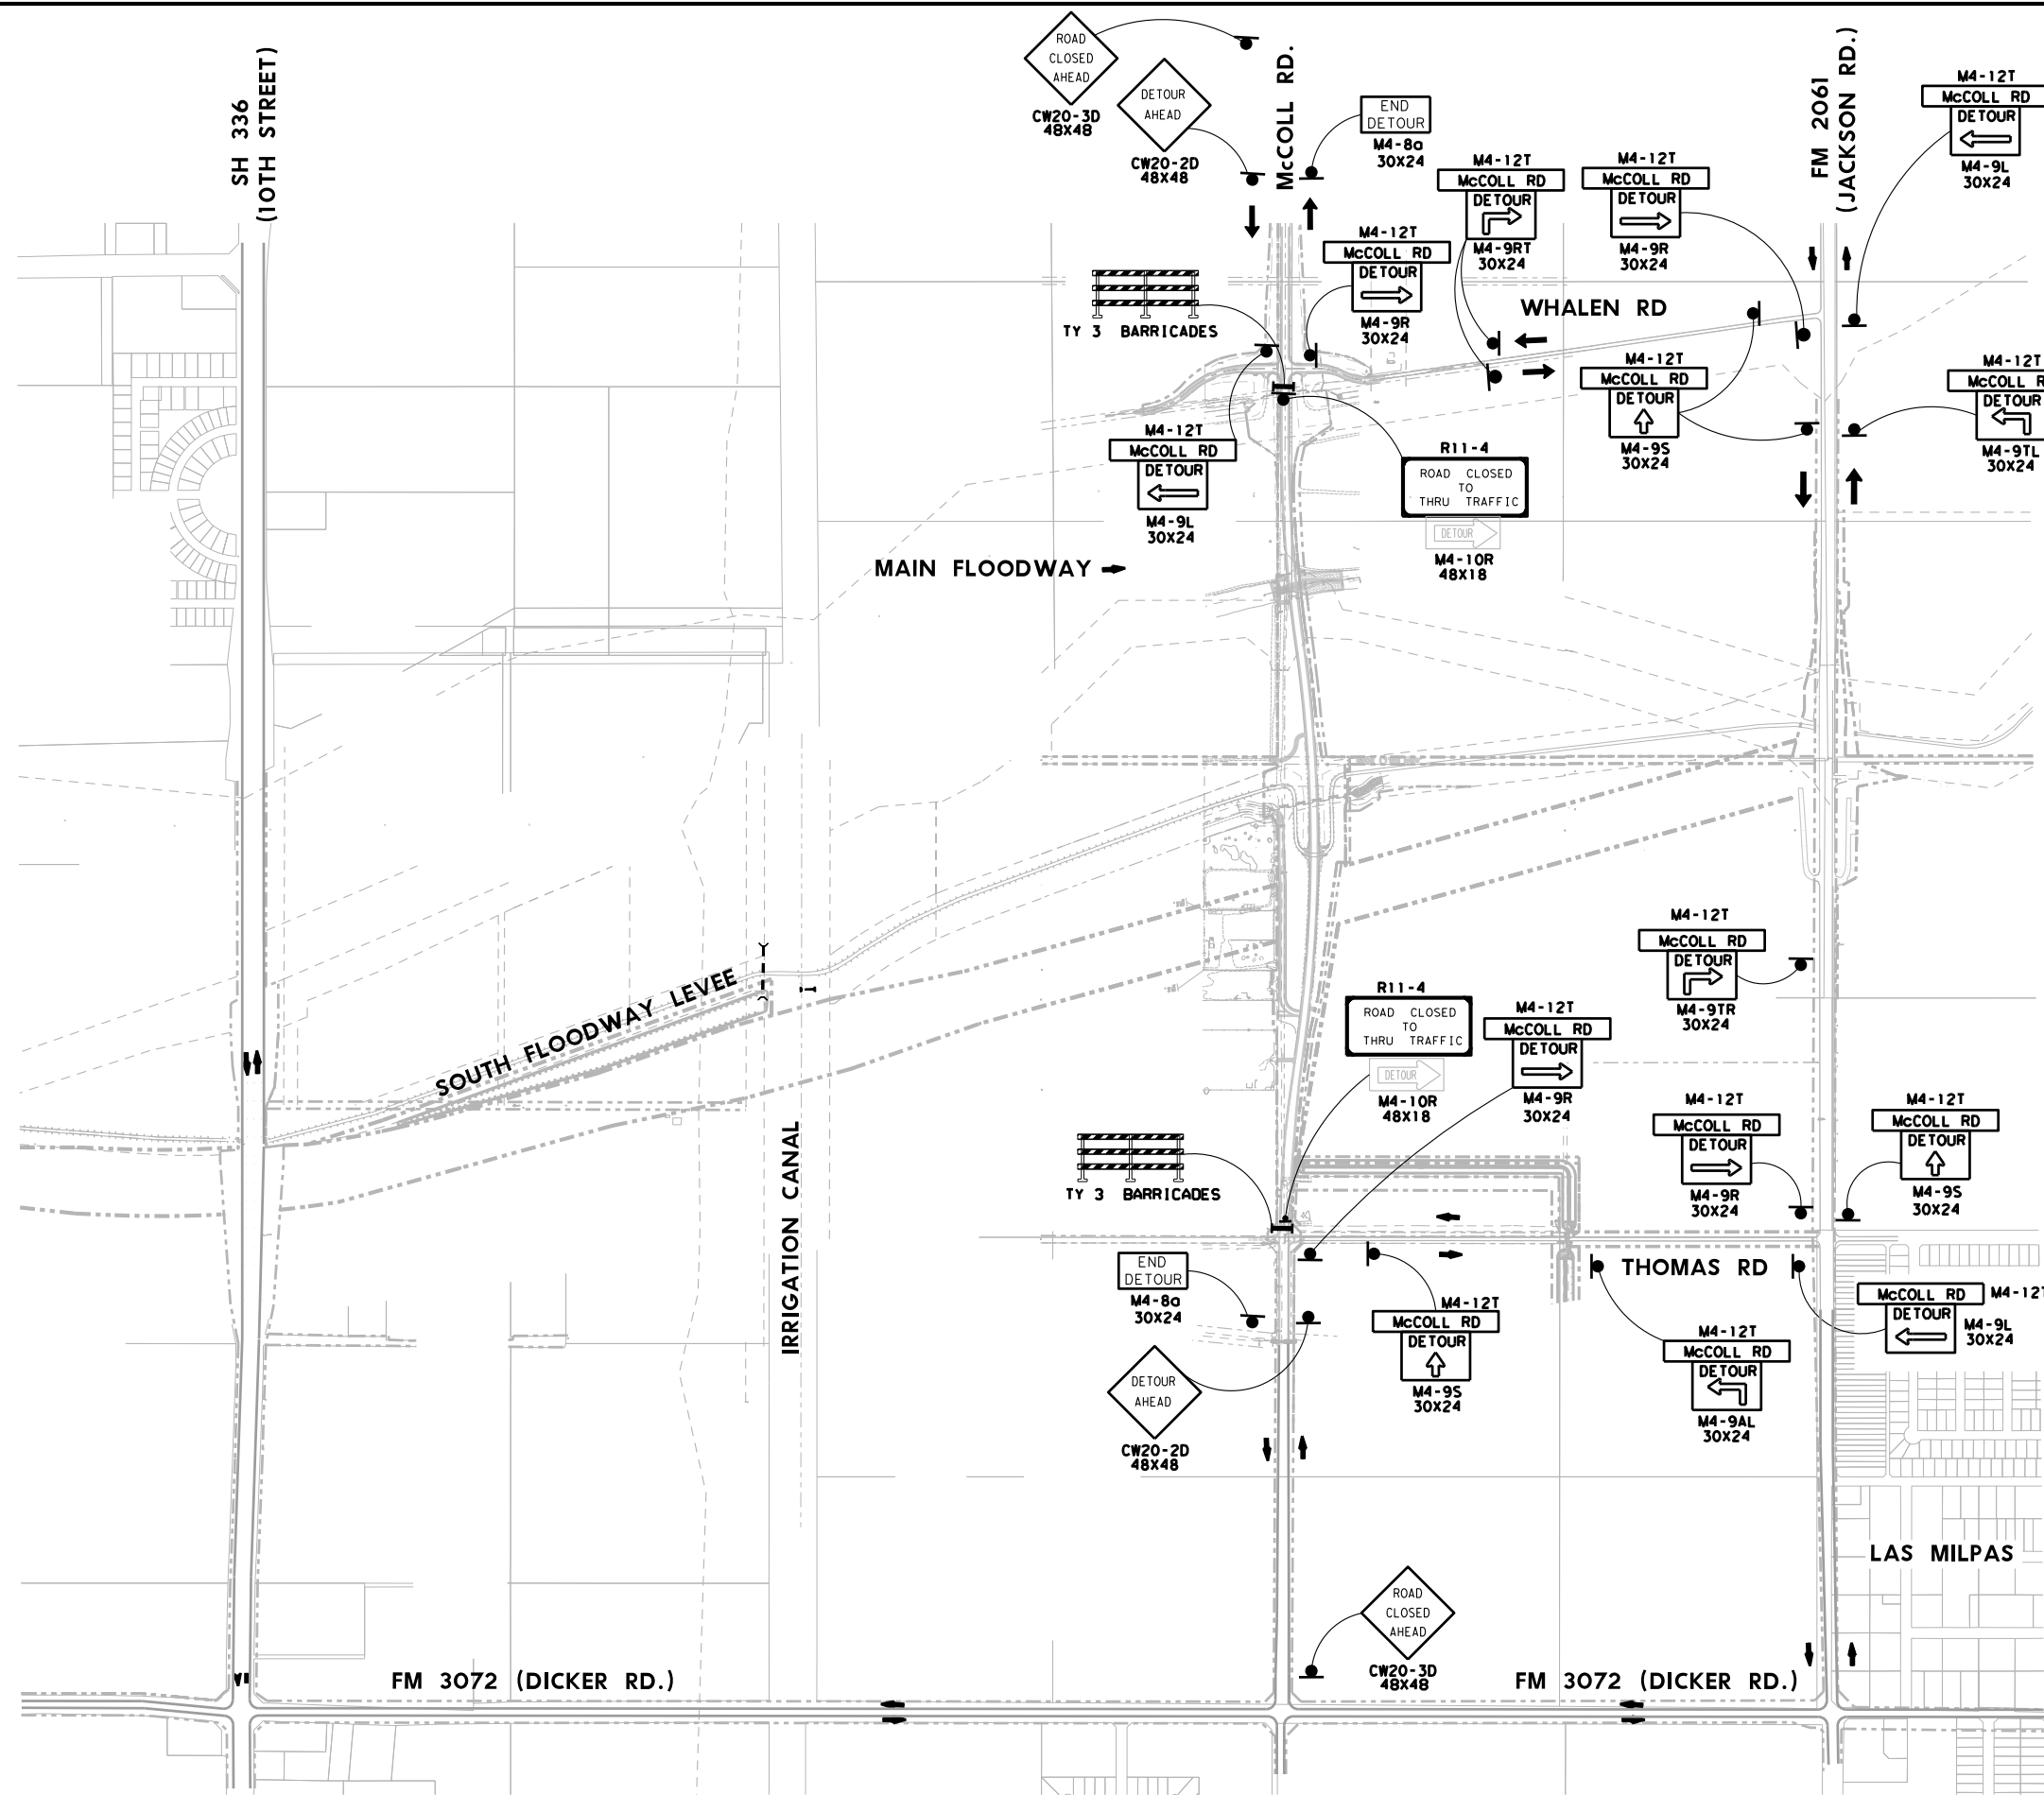 SH 336
(10TH STREET)
ROAD
CLOSED
AHEAD
CW20-3D
48X48
DETOUR
AHEAD
CW20-2D
48X48
McCOLL RD.
END
DETOUR
M4-8a
30X24
M4-12T
McCOLL RD
DETOUR
M4-9RT
30X24
M4-12T
McCOLL RD
DETOUR
M4-9R
30X24
FM 2061
(JACKSON RD.)
M4-12T
McCOLL RD
DETOUR
M4-9L
30X24
M4-12T
McCOLL RD
DETOUR
M4-9R
30X24
TY 3 BARRICADES
WHALEN RD
M4-12T
McCOLL RD
DETOUR
M4-9S
30X24
M4-12T
McCOLL R
DETOUR
M4-9TL
30X24
M4-12T
McCOLL RD
DETOUR
M4-9L
30X24
R11-4
ROAD CLOSED
TO
THRU TRAFFIC
DETOUR
M4-10R
48X18
MAIN FLOODWAY
M4-12T
McCOLL RD
DETOUR
M4-9TR
30X24
SOUTH FLOODWAY LEVEE
IRRIGATION CANAL
R11-4
ROAD CLOSED
TO
THRU TRAFFIC
DETOUR
M4-10R
48X18
M4-12T
McCOLL RD
DETOUR
M4-9R
30X24
M4-12T
McCOLL RD
DETOUR
M4-9R
30X24
M4-12T
McCOLL RD
DETOUR
M4-9S
30X24
TY 3 BARRICADES
END
DETOUR
M4-8a
30X24
THOMAS RD
M4-12T
McCOLL RD
DETOUR
M4-9S
30X24
McCOLL RD M4-12T
DETOUR
M4-9L
30X24
M4-12T
McCOLL RD
DETOUR
M4-9AL
30X24
DETOUR
AHEAD
CW20-2D
48X48
LAS MILPAS
ROAD
CLOSED
AHEAD
CW20-3D
48X48
FM 3072 (DICKER RD.)
FM 3072 (DICKER RD.)